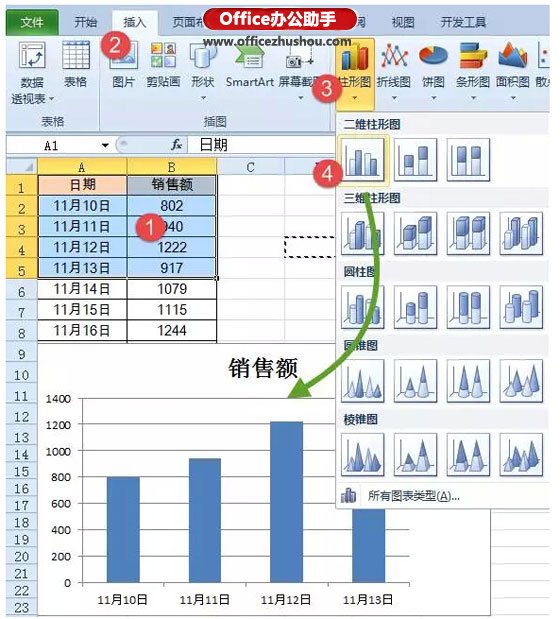 Office办公助手
www.officezhushou.com
文件 开始 插入 页面布 视图 开发工具
2 3
数据透视表 表格 图片 剪贴画 形状 SmartArt 屏幕截图 柱形图 折线图 饼图 条形图 面积图 散点
表格 插图
A1 fx 日期
A B C
1 日期 销售额
2 11月10日 802
3 11月11日 940
4 11月12日 1222
5 11月13日 917
6 11月14日 1079
7 11月15日 1115
8 11月16日 1244
1
9
10
11
12
13
14
15
16
17
18
19
20
21
22
23
销售额
1400
1200
1000
800
600
400
200
0
11月10日 11月11日 11月12日 11月13日
二维柱形图
4
三维柱形图
圆柱图
圆锥图
棱锥图
所有图表类型(A)...